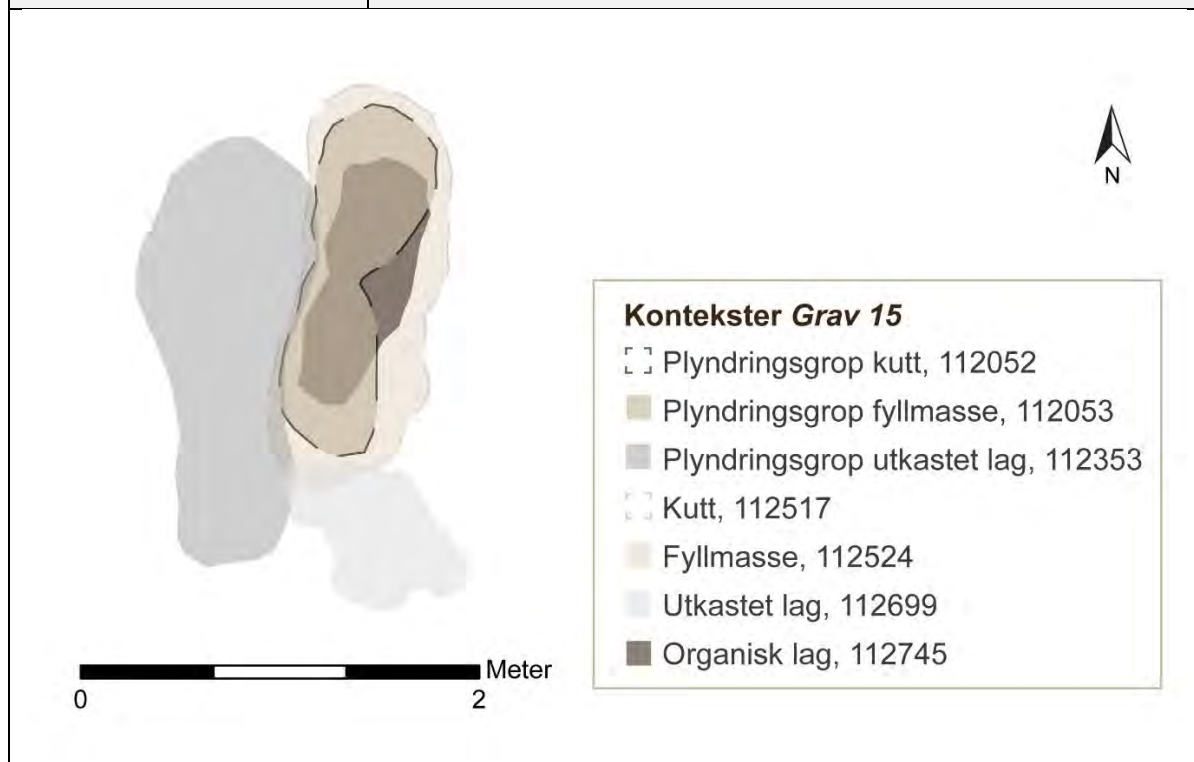 N
Kontekster Grav 15
Plyndringsgrop kutt, 112052
Plyndringsgrop fyllmasse, 112053
Plyndringsgrop utkastet lag, 112353
Kutt, 112517
Fyllmasse, 112524
Utkastet lag, 112699
Organisk lag, 112745
Meter
0 2